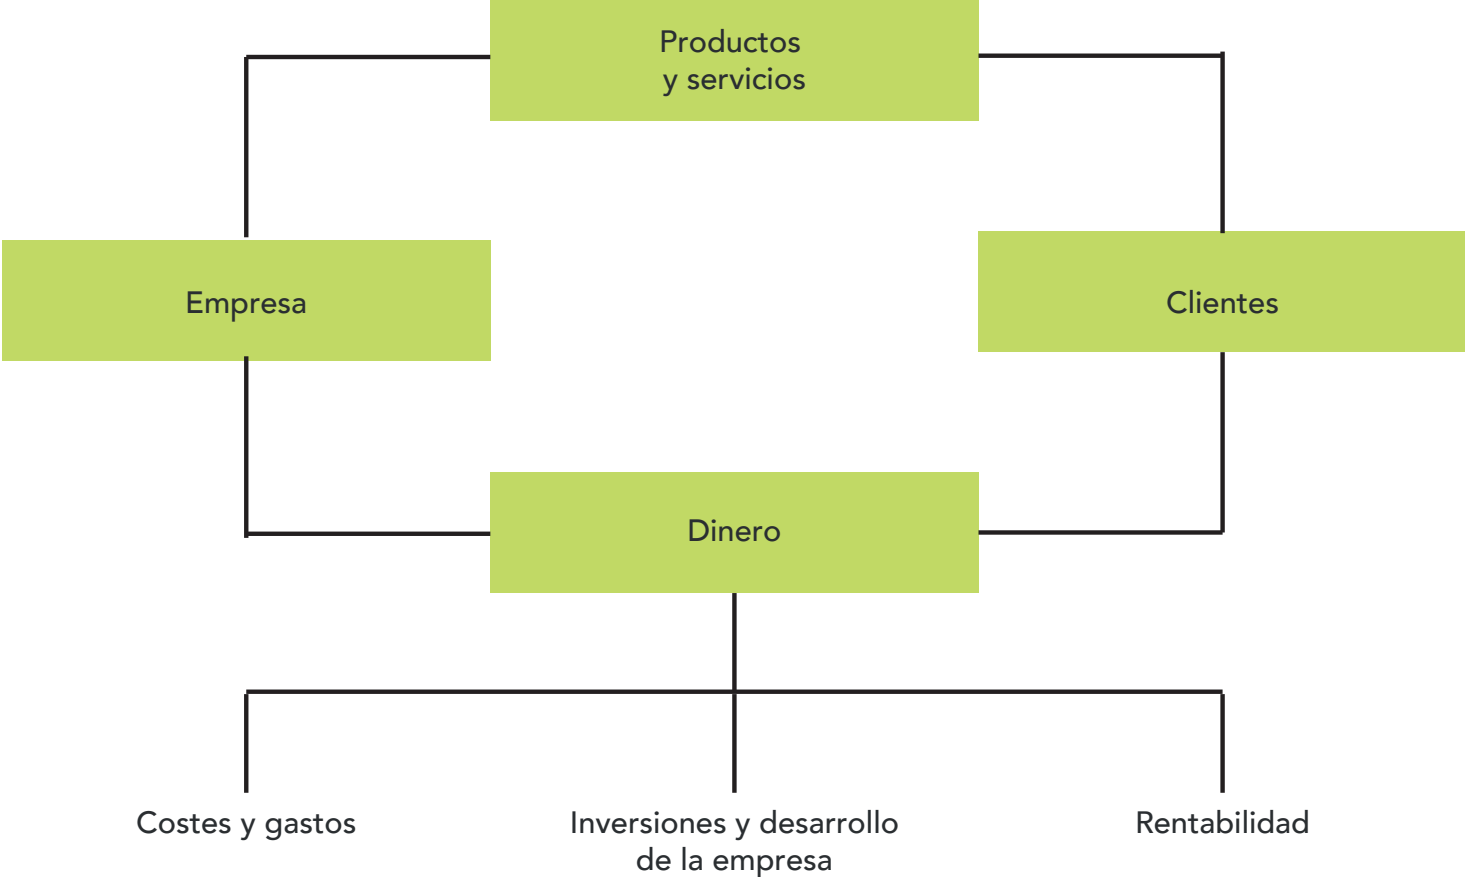 Productos
y servicios
Empresa
Clientes
Dinero
Costes y gastos
Inversiones y desarrollo
de la empresa
Rentabilidad